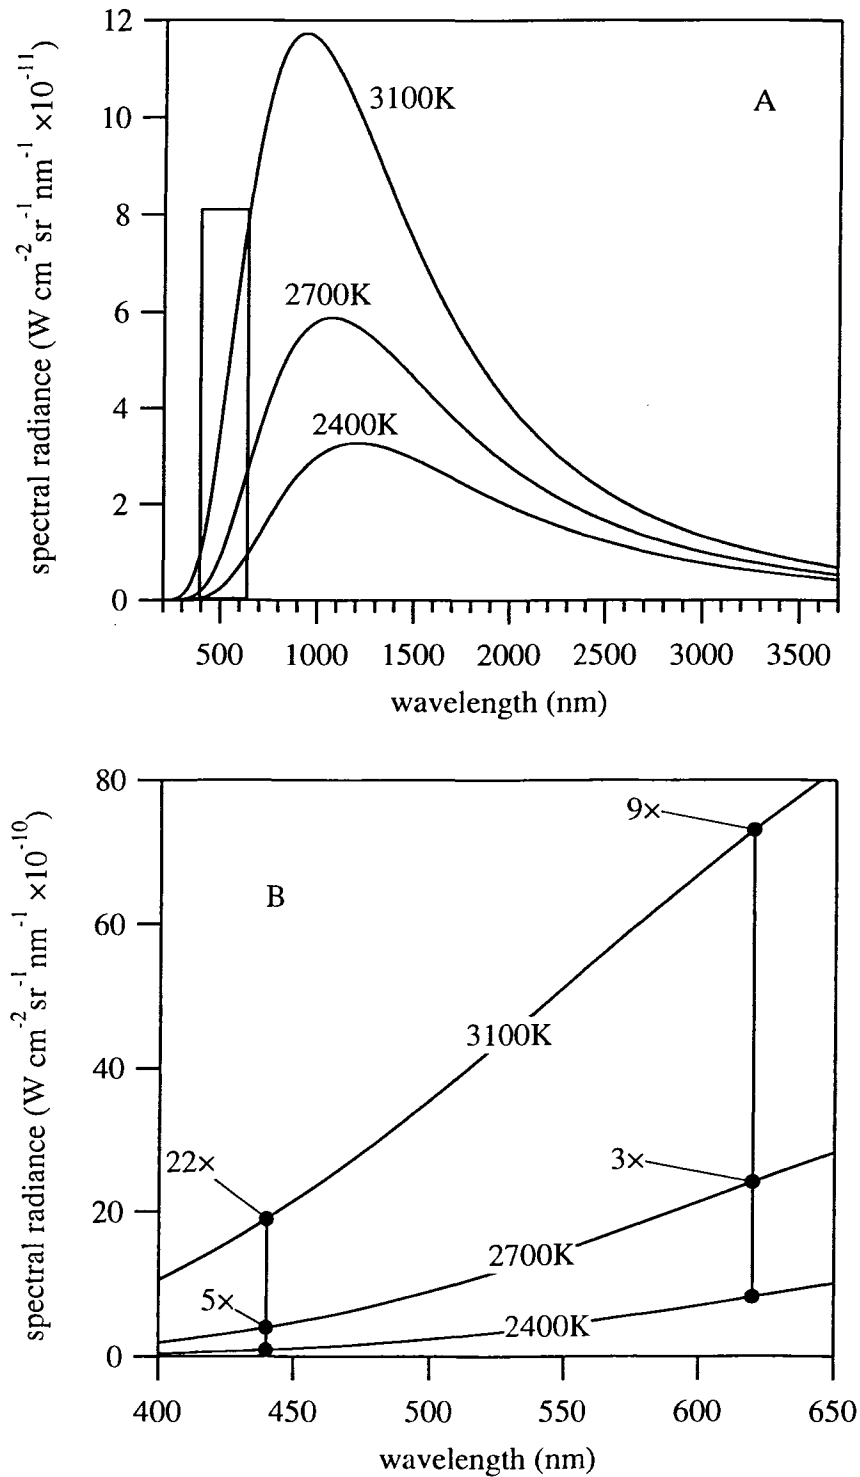 12
10
8
6
4
2
0
spectral radiance (W cm⁻² sr⁻¹ nm⁻¹ ×10⁻¹¹)
3100K
A
2700K
2400K
500 1000 1500 2000 2500 3000 3500
wavelength (nm)
80
60
40
20
0
spectral radiance (W cm⁻² sr⁻¹ nm⁻¹ ×10⁻¹⁰)
9×
B
3100K
22×
3×
2700K
5×
2400K
400 450 500 550 600 650
wavelength (nm)